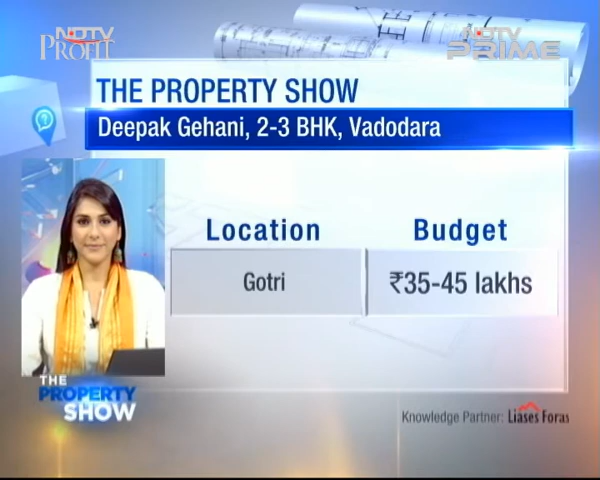 NDTV
PROFIT
NDTV
PRIME
THE PROPERTY SHOW
Deepak Gehani, 2-3 BHK, Vadodara
Location Budget
Gotri ₹35-45 lakhs
THE
PROPERTY
SHOW
Knowledge Partner: Liases Foras